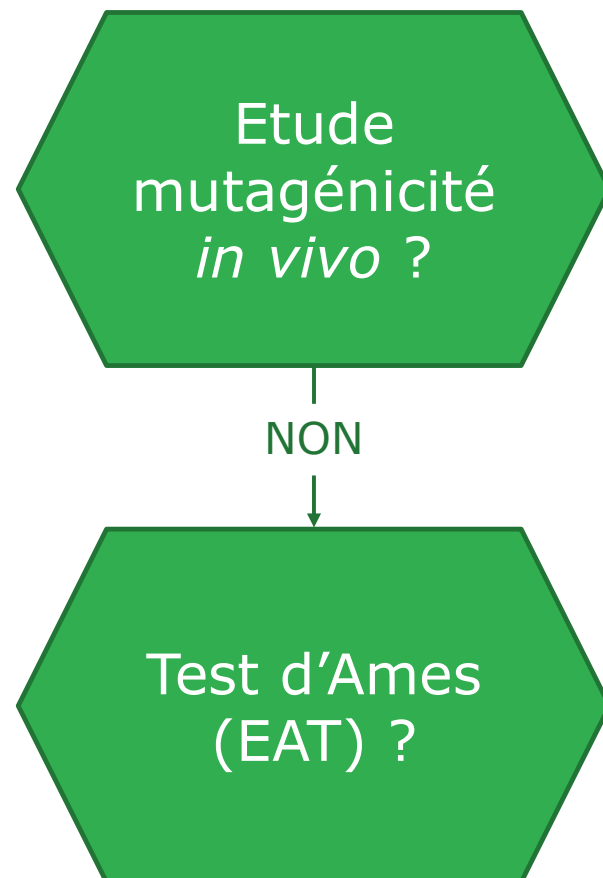 Etude
mutagénicité
in vivo ?
NON
Test d’Ames
(EAT) ?